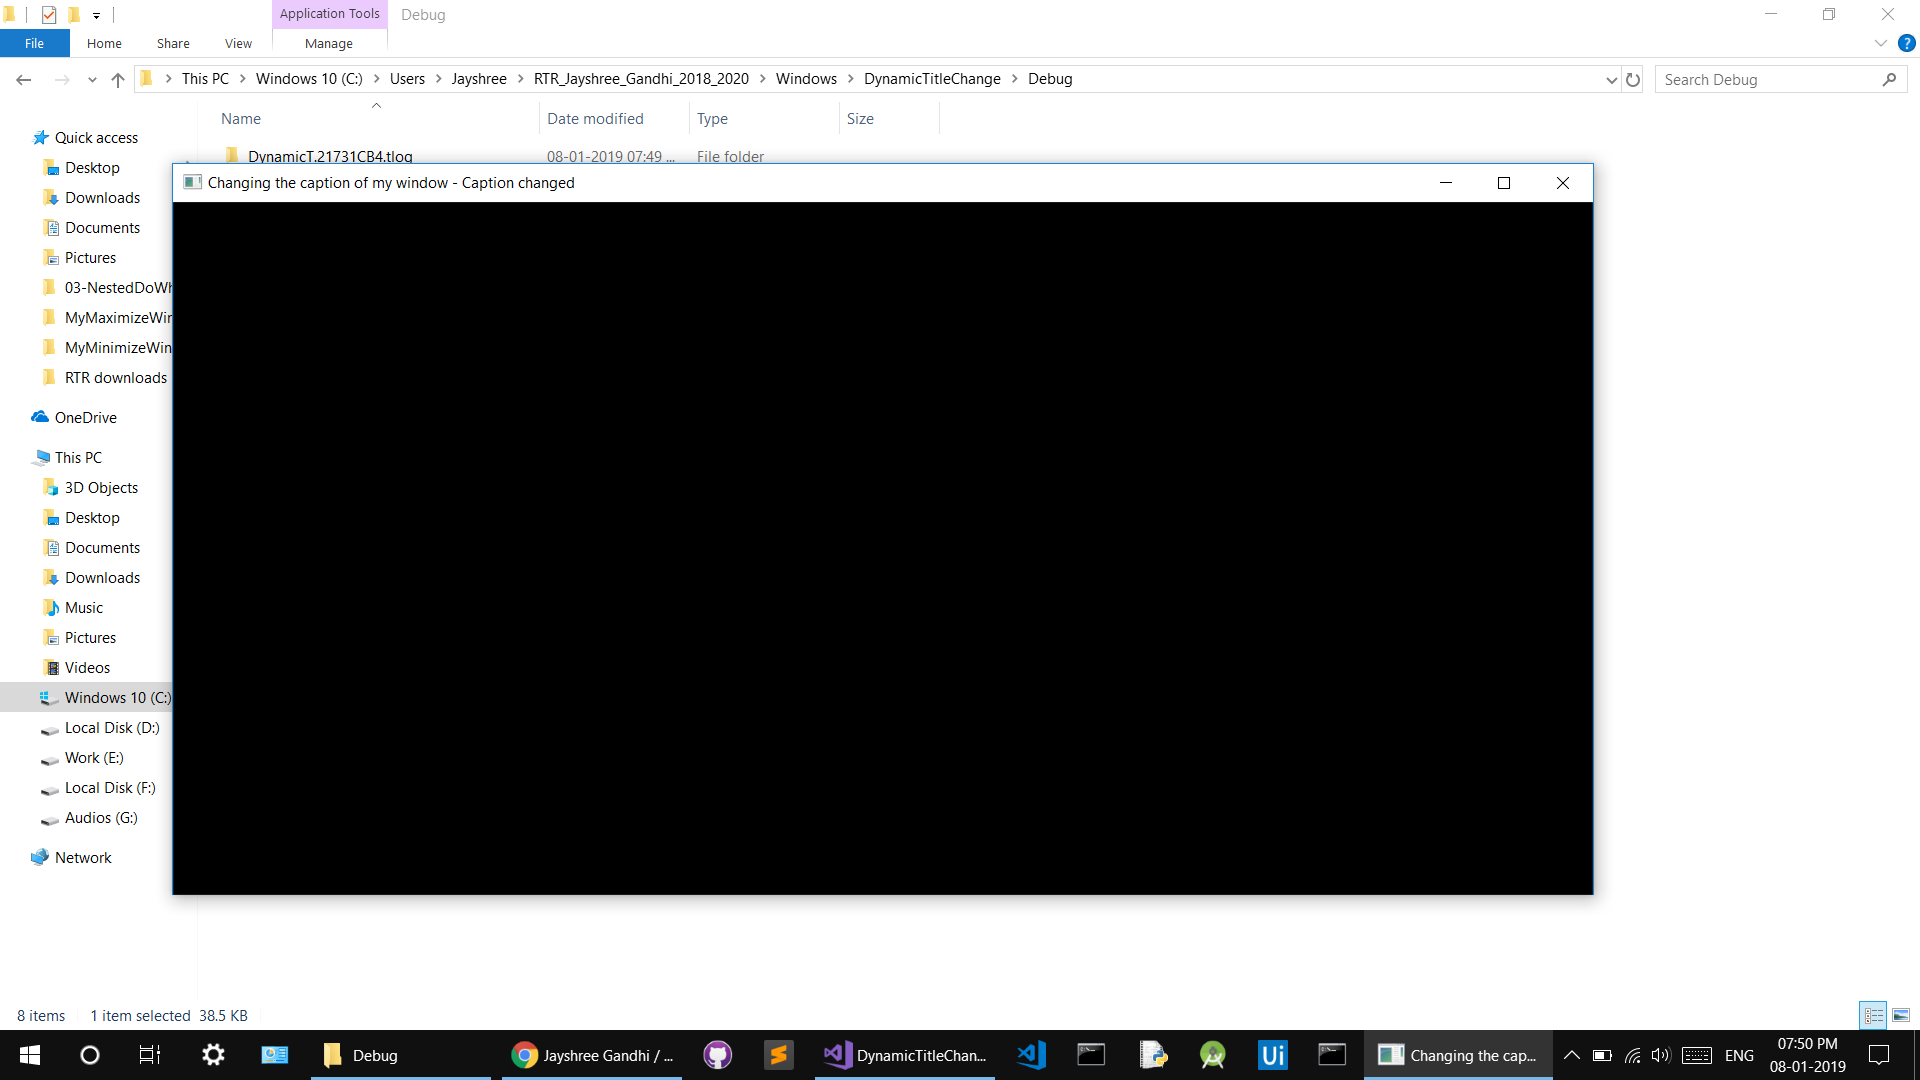 Application Tools
Debug
File
Home
Share
View
Manage
This PC
Windows 10 (C:)
Users
Jayshree
RTR_Jayshree_Gandhi_2018_2020
Windows
DynamicTitleChange
Debug
Search Debug
Name
Date modified
Type
Size
DynamicT.21731CB4.tlog
08-01-2019 07:49 ...
File folder
Changing the caption of my window - Caption changed
Quick access
Desktop
Downloads
Documents
Pictures
03-NestedDoWh
MyMaximizeWin
MyMinimizeWin
RTR downloads
OneDrive
This PC
3D Objects
Desktop
Documents
Downloads
Music
Pictures
Videos
Windows 10 (C:)
Local Disk (D:)
Work (E:)
Local Disk (F:)
Audios (G:)
Network
8 items
1 item selected 38.5 KB
Debug
Jayshree Gandhi / ...
DynamicTitleChan...
Ui
Changing the cap...
ENG
07:50 PM
08-01-2019